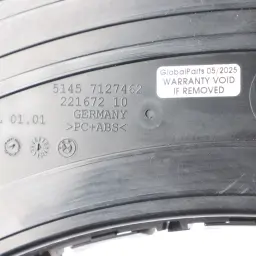 5145 7127462
221672 10
GERMANY
>PC+ABS<
01.01
GlobalParts 05/2025
WARRANTY VOID
IF REMOVED